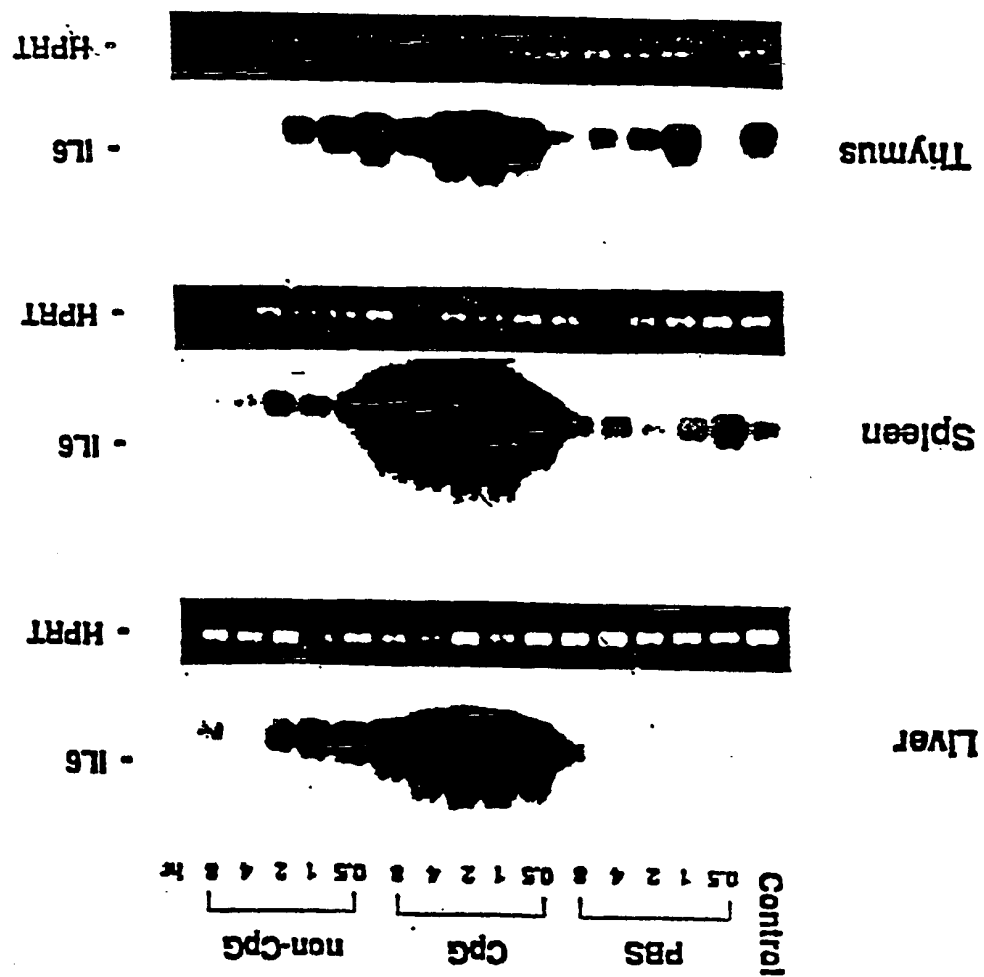 PBS CpG non-CpG
Control 0.5 1 2 4 8 0.5 1 2 4 8 0.5 1 2 4 8 hr
Liver - IL6
- HPRT
Spleen - IL6
- HPRT
Thymus - IL6
- HPRT